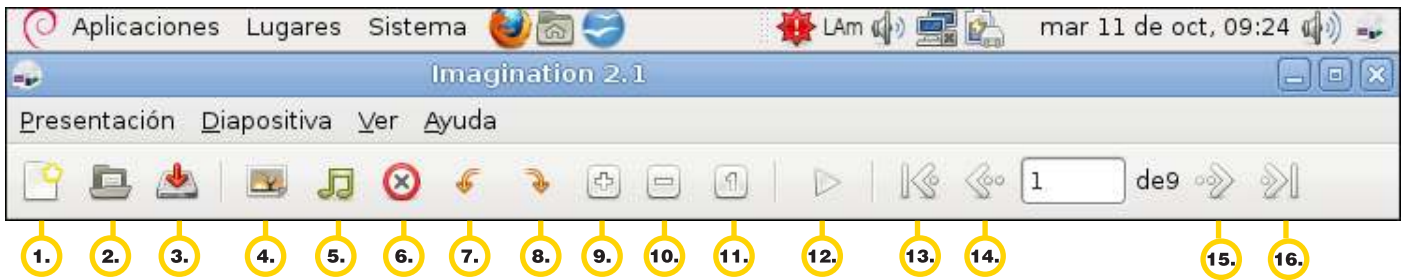 Aplicaciones Lugares Sistema LAm mar 11 de oct, 09:24
Imagination 2.1
Presentación Diapositiva Ver Ayuda
1 de9
1. 2. 3. 4. 5. 6. 7. 8. 9. 10. 11. 12. 13. 14. 15. 16.